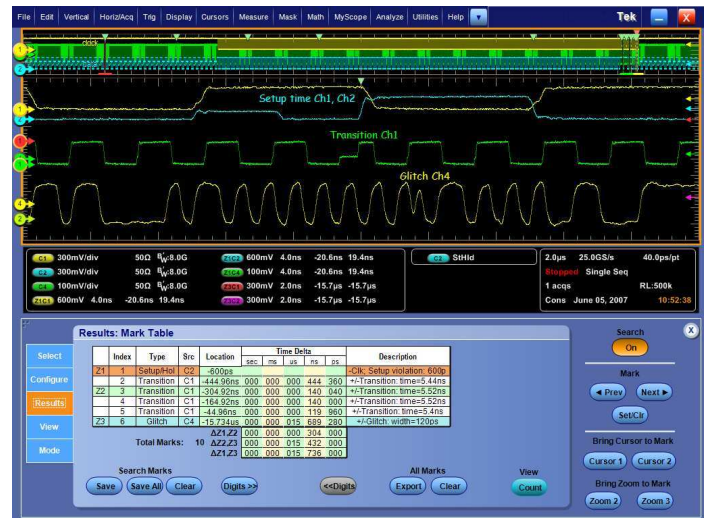 File Edit Vertical Horiz/Acq Trig Display Cursors Measure Mask Math MyScope Analyze Utilities Help Tek X
clock
Setup time Ch1, Ch2
Transition Ch1
Glitch Ch4
C1 300mV/div 50Ω BW:8.0G Z1C2 600mV 4.0ns -20.6ns 19.4ns C2 StHld 2.0µs 25.0GS/s 40.0ps/pt
C2 300mV/div 50Ω BW:8.0G Z1C4 100mV 4.0ns -20.6ns 19.4ns Stopped Single Seq
C4 100mV/div 50Ω BW:8.0G Z3C1 300mV 2.0ns -15.7µs -15.7µs 1 acqs RL:500k
Z1C1 600mV 4.0ns -20.6ns 19.4ns 300mV 2.0ns -15.7µs -15.7µs Cons June 05, 2007 10:52:38
Results: Mark Table
Select
Configure
Results
View
Mode
Index Type Src Location Time Delta Description
sec ms us ns ps
Z1 1 Setup/Hol C2 -600ps -Clk; Setup violation: 600p
2 Transition C1 -444.96ns 000 000 000 444 360 +/-Transition: time=5.44ns
Z2 3 Transition C1 -304.92ns 000 000 000 140 040 +/-Transition: time=5.52ns
4 Transition C1 -164.92ns 000 000 000 140 000 +/-Transition: time=5.52ns
5 Transition C1 -44.96ns 000 000 000 119 960 +/-Transition: time=5.4ns
Z3 6 Glitch C4 -15.734us 000 000 015 689 280 +/-Glitch: width=120ps
ΔZ1,Z2 000 000 000 304 000
Total Marks: 10 ΔZ2,Z3 000 000 015 432 000
ΔZ1,Z3 000 000 015 736 000
Search Marks
Save Save All Clear Digits >> <<Digits
All Marks
Export Clear
View
Count
Search
On
X
Mark
Prev Next
Set/Clr
Bring Cursor to Mark
Cursor 1 Cursor 2
Bring Zoom to Mark
Zoom 2 Zoom 3